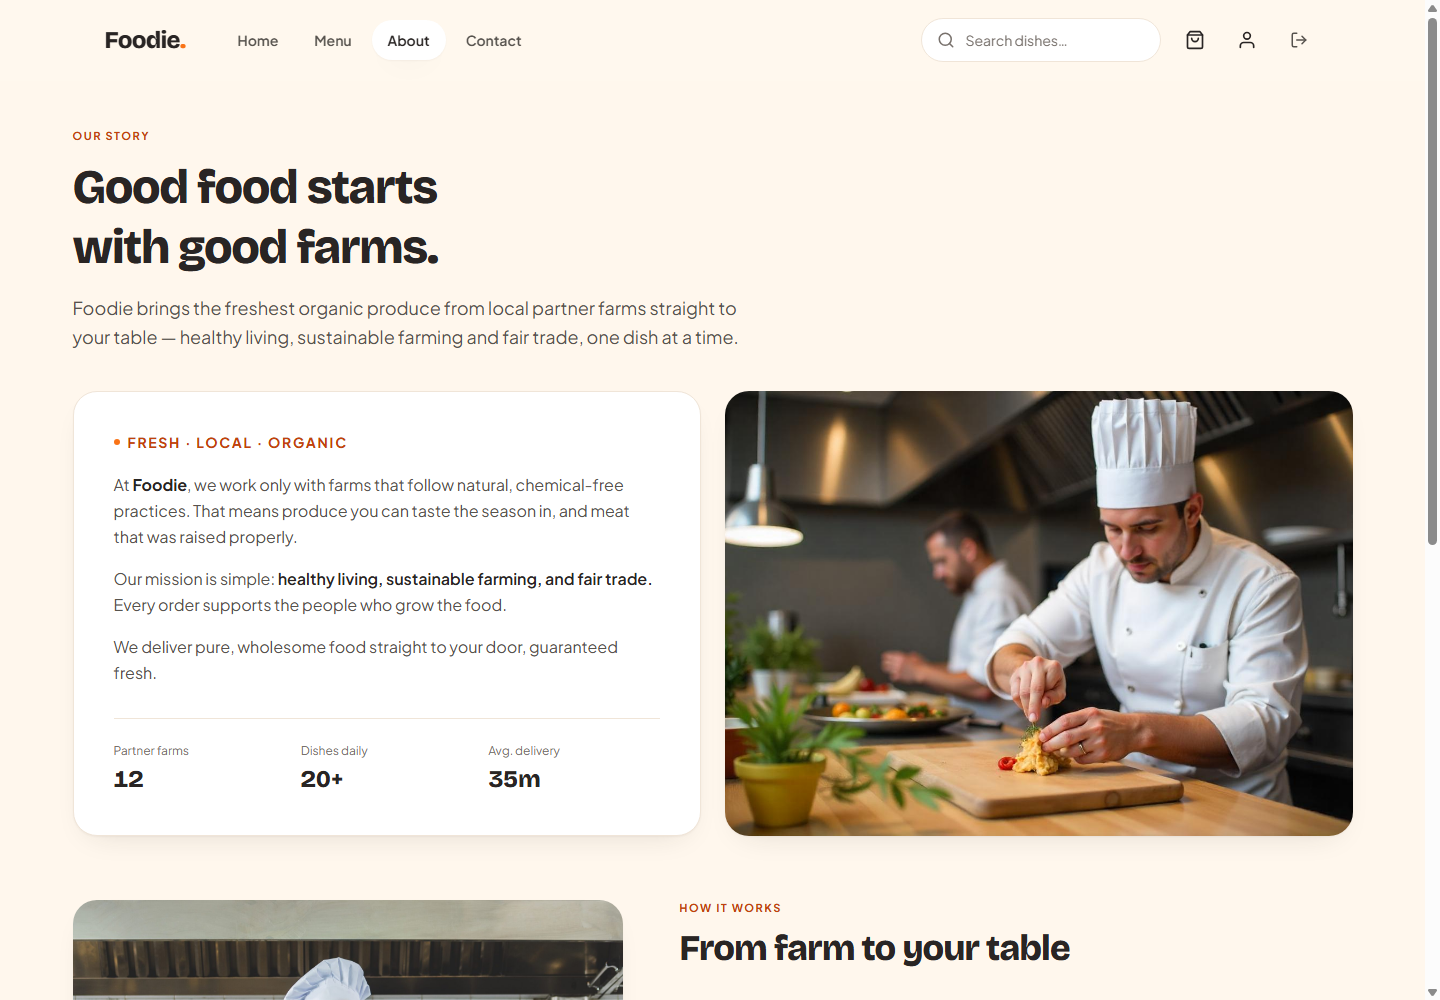 Foodie.
Home
Menu
About
Contact
Search dishes...
OUR STORY
Good food starts
with good farms.
Foodie brings the freshest organic produce from local partner farms straight to
your table — healthy living, sustainable farming and fair trade, one dish at a time.
FRESH · LOCAL · ORGANIC
At Foodie, we work only with farms that follow natural, chemical-free
practices. That means produce you can taste the season in, and meat
that was raised properly.
Our mission is simple: healthy living, sustainable farming, and fair trade.
Every order supports the people who grow the food.
We deliver pure, wholesome food straight to your door, guaranteed
fresh.
Partner farms
12
Dishes daily
20+
Avg. delivery
35m
HOW IT WORKS
From farm to your table